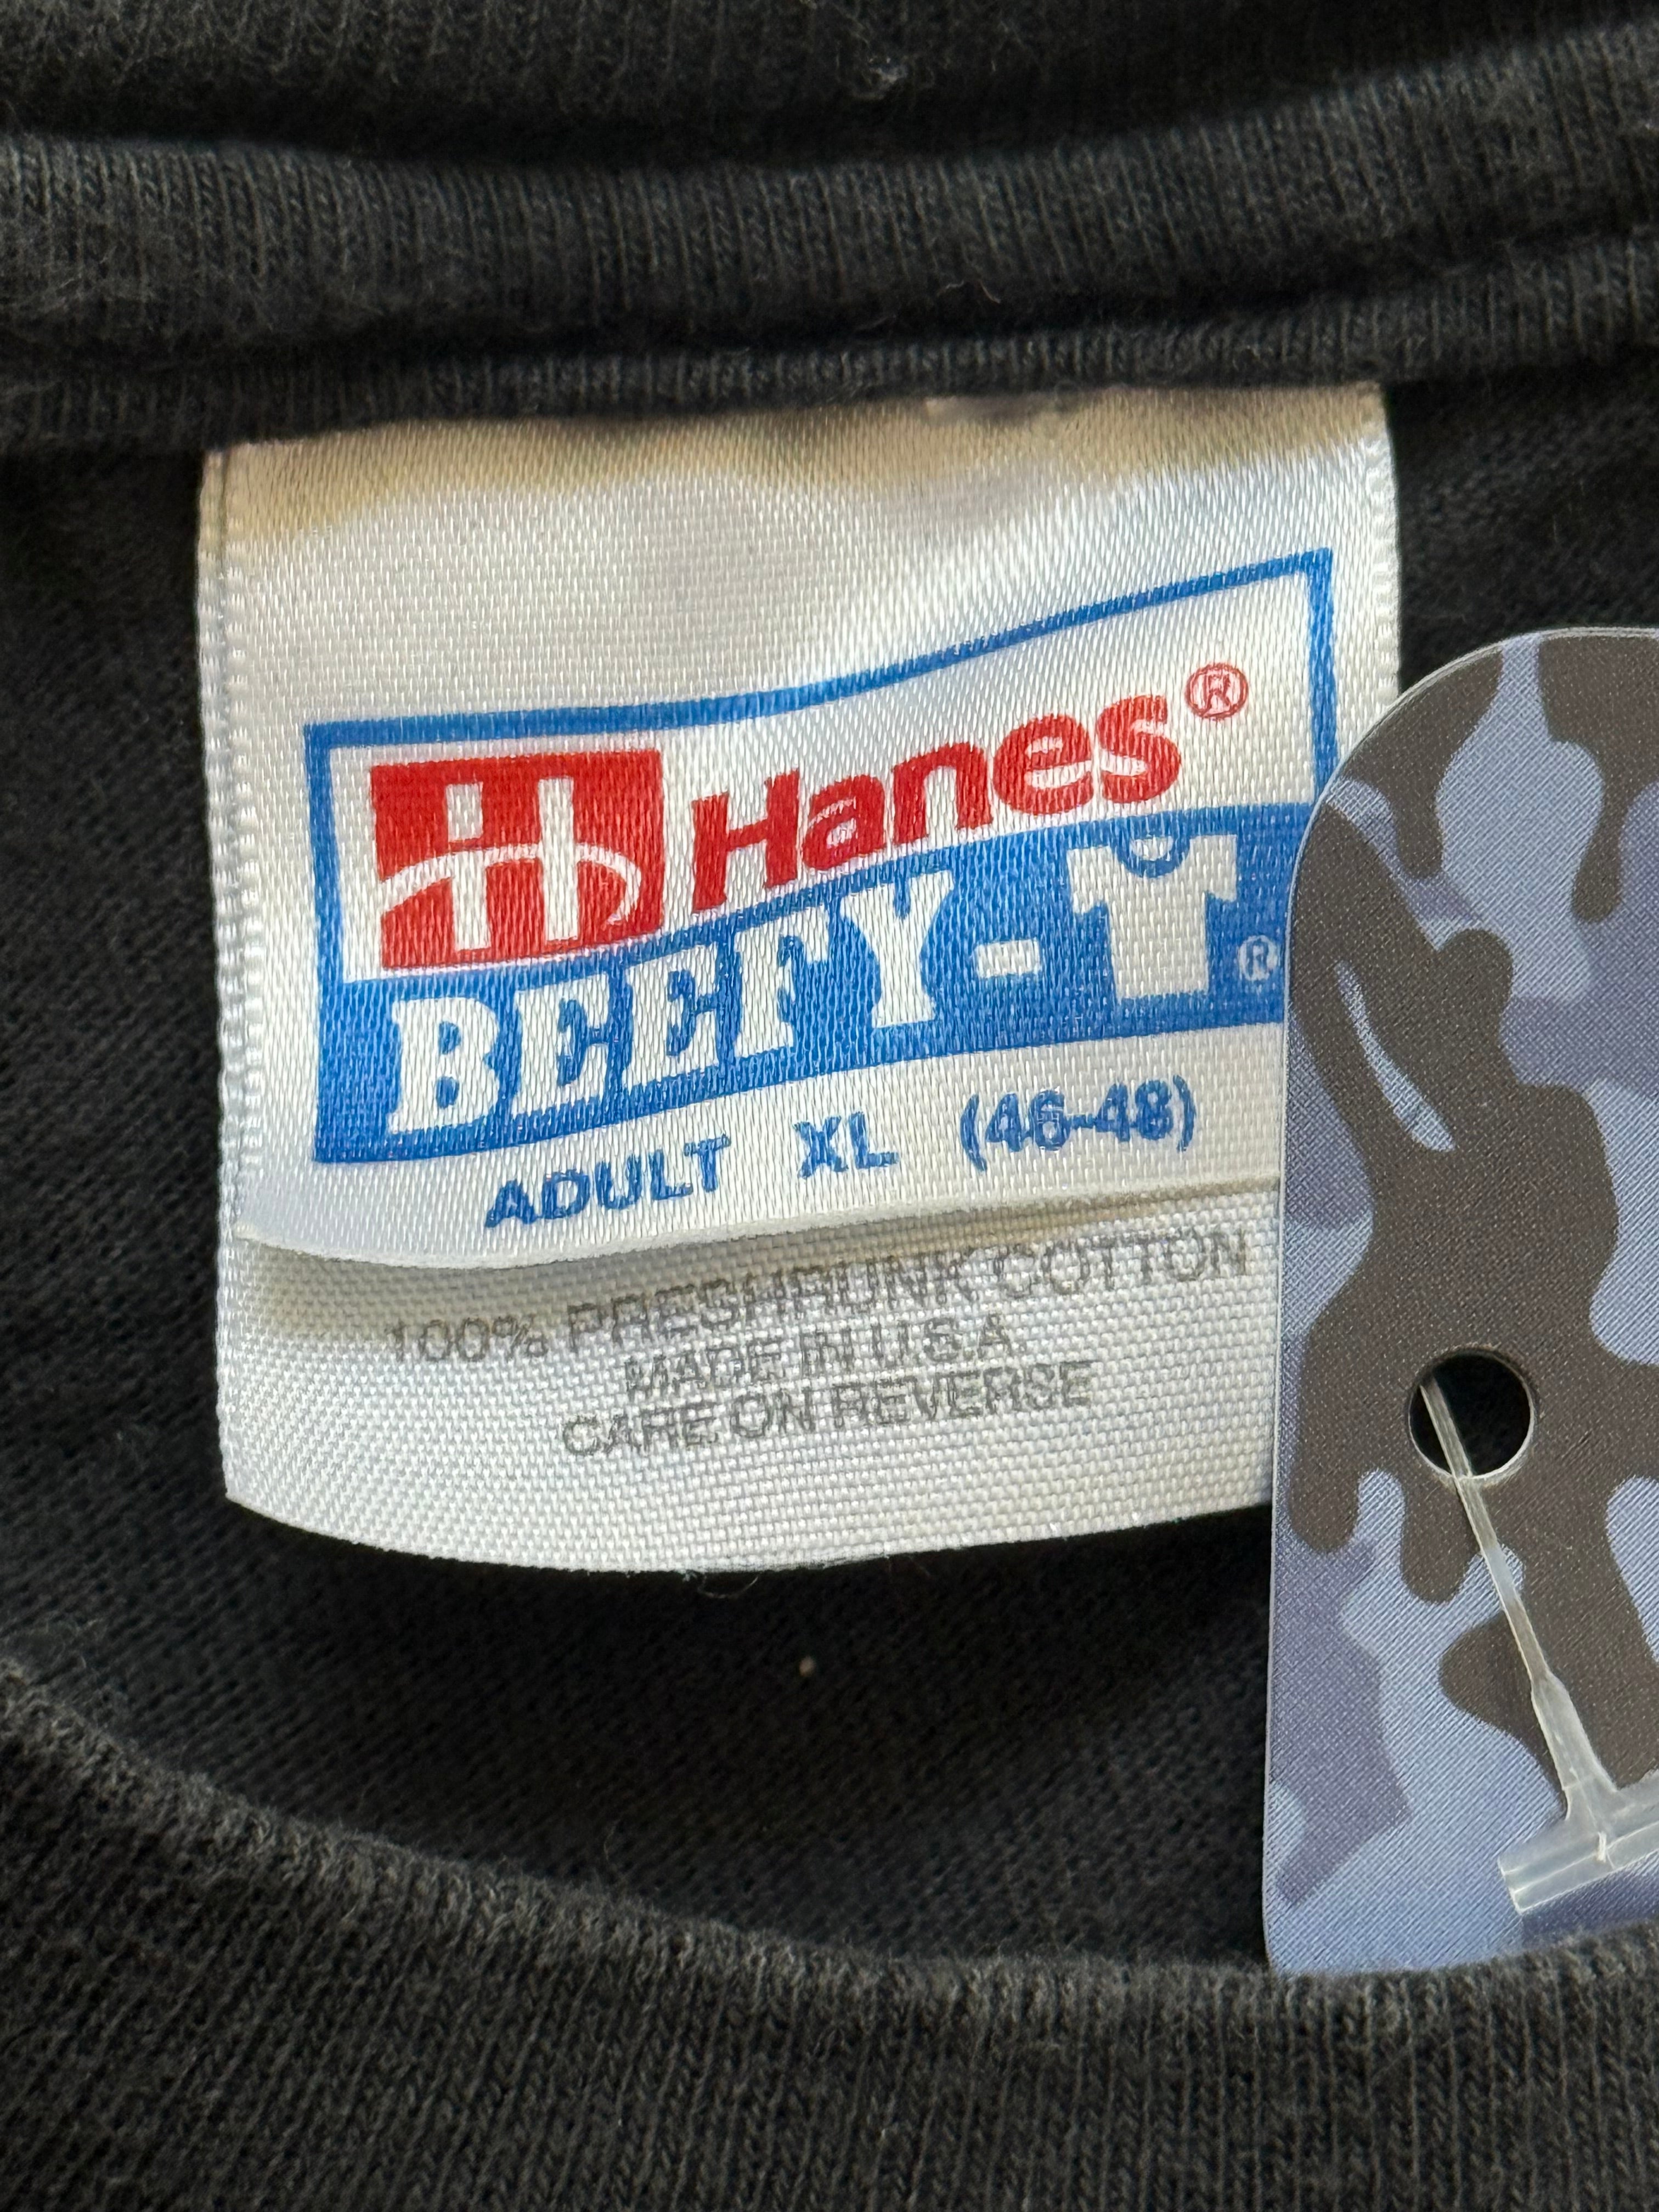 H Hanes®
BEEFY-T®
ADULT XL (46-48)
100% PRESHRUNK COTTON
MADE IN U.S.A.
CARE ON REVERSE